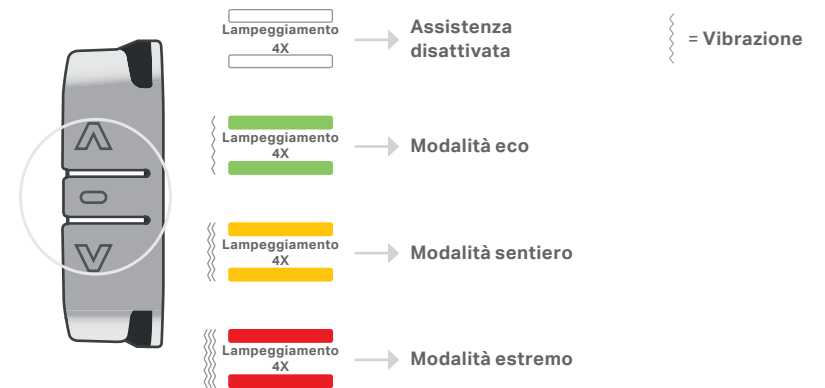 Lampeggiamento
4X
Assistenza
disattivata
= Vibrazione
Lampeggiamento
4X
Modalità eco
Lampeggiamento
4X
Modalità sentiero
Lampeggiamento
4X
Modalità estremo